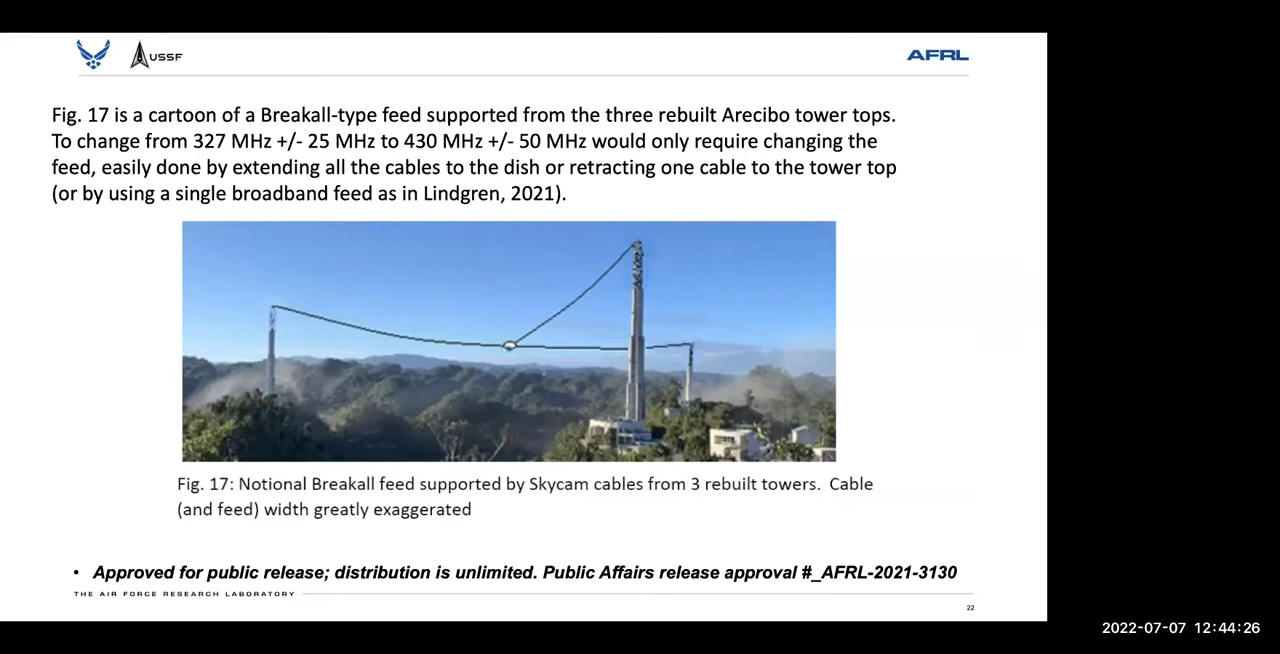 USSF
AFRL
Fig. 17 is a cartoon of a Breakall-type feed supported from the three rebuilt Arecibo tower tops.
To change from 327 MHz +/- 25 MHz to 430 MHz +/- 50 MHz would only require changing the
feed, easily done by extending all the cables to the dish or retracting one cable to the tower top
(or by using a single broadband feed as in Lindgren, 2021).
Fig. 17: Notional Breakall feed supported by Skycam cables from 3 rebuilt towers. Cable
(and feed) width greatly exaggerated
• Approved for public release; distribution is unlimited. Public Affairs release approval #_AFRL-2021-3130
THE AIR FORCE RESEARCH LABORATORY
22
2022-07-07 12:44:26